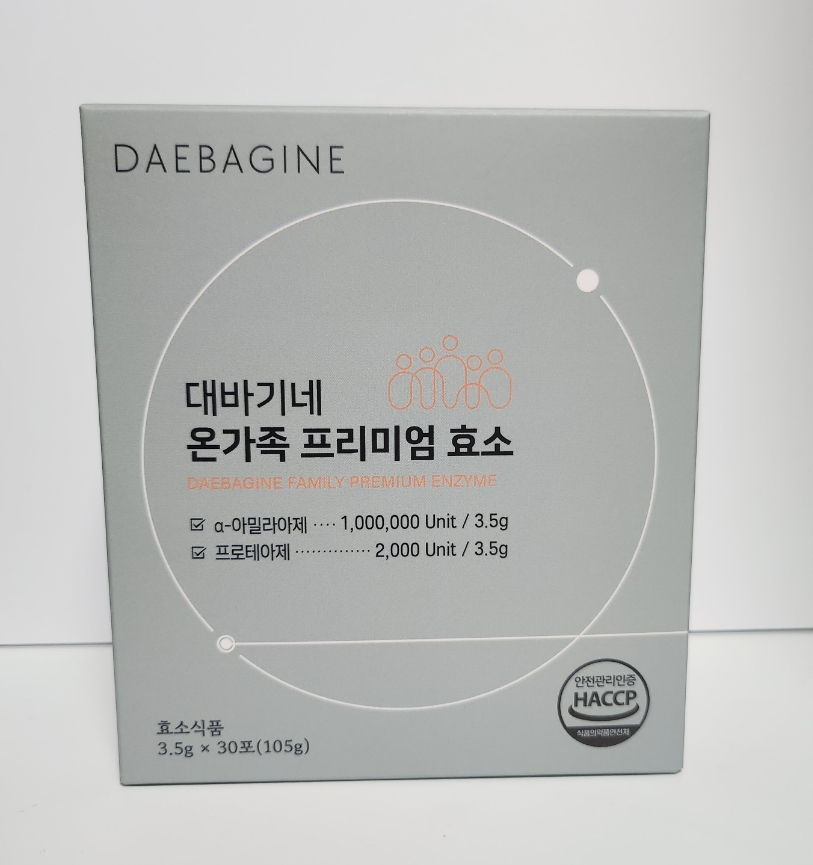 DAEBAGINE
대바기네
온가족 프리미엄 효소
DAEBAGINE FAMILY PREMIUM ENZYME
☑ α-아밀라아제 ···· 1,000,000 Unit / 3.5g
☑ 프로테아제 ·············· 2,000 Unit / 3.5g
안전관리인증
HACCP
식품의약품안전처
효소식품
3.5g × 30포(105g)